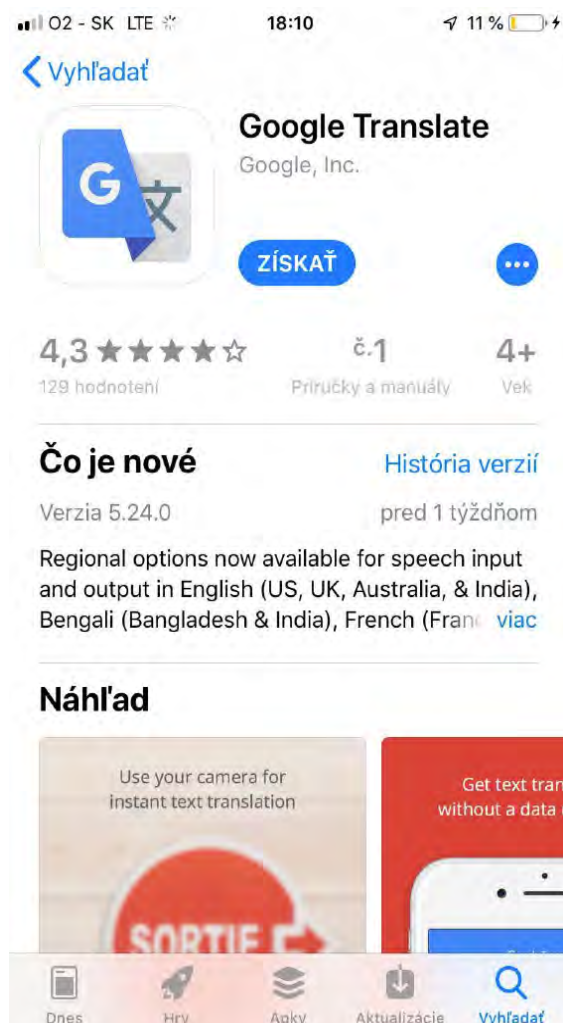 O2 - SK LTE 18:10 11 %
Vyhľadať
Google Translate
Google, Inc.
G 文
ZÍSKAŤ
4,3 č.1 4+
129 hodnotení Príručky a manuály Vek
Čo je nové História verzií
Verzia 5.24.0 pred 1 týždňom
Regional options now available for speech input
and output in English (US, UK, Australia, & India),
Bengali (Bangladesh & India), French (Fran viac
Náhľad
Use your camera for
instant text translation
Get text tran
without a data
SORTIE
Dnes Hry Apky Aktualizácie Vyhľadať